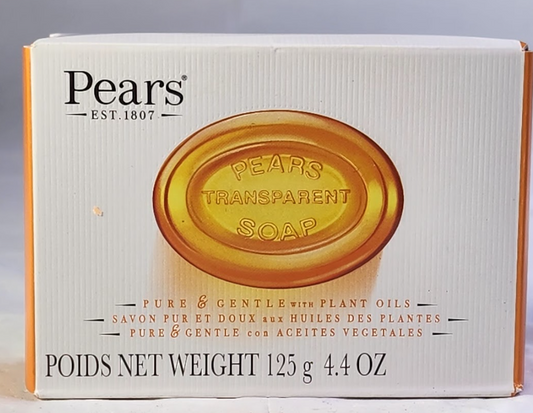 Pears®
EST. 1807
PEARS
TRANSPARENT
SOAP
PURE & GENTLE WITH PLANT OILS
SAVON PUR ET DOUX aux HUILES DES PLANTES
PURE & GENTLE con ACEITES VEGETALES
POIDS NET WEIGHT 125 g 4.4 OZ